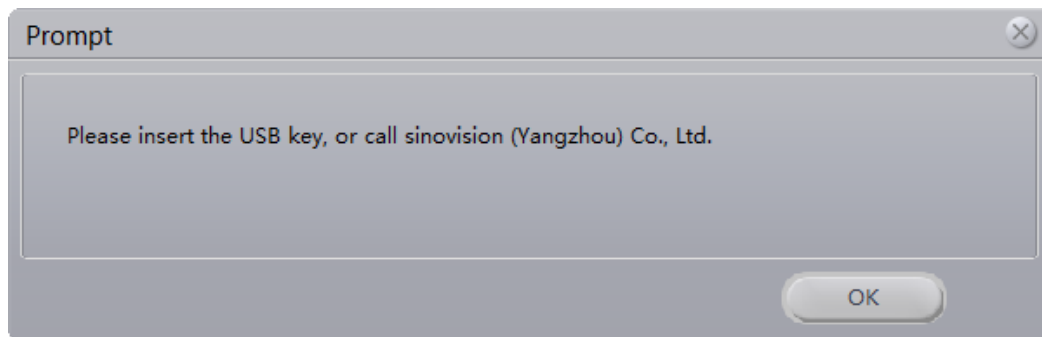 Prompt
Please insert the USB key, or call sinovision (Yangzhou) Co., Ltd.
OK